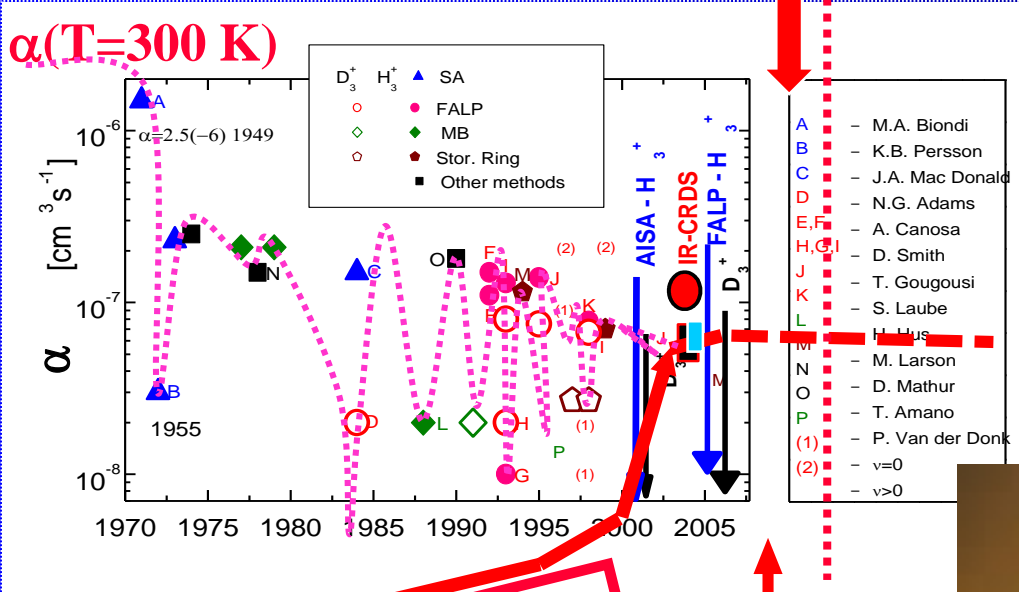 α(T=300 K)
D3+ H3+ SA
FALP
MB
Stor. Ring
Other methods
α=2.5(−6) 1949
α [cm3s-1]
10-6
10-7
10-8
A
B
1955
N
C
D
L
O
F
I
E
H
G
M
J
P
K
I
(2)
(2)
(1)
(1)
(1)
J
M
AISA - H3+
D3+
IR-CRDS
FALP - H3+
D3+
1970 1975 1980 1985 1990 1995 2000 2005
A – M.A. Biondi
B – K.B. Persson
C – J.A. Mac Donald
D – N.G. Adams
E,F – A. Canosa
H,G,I – D. Smith
J – T. Gougousi
K – S. Laube
L – H. Hus
M – M. Larson
N – D. Mathur
O – T. Amano
P – P. Van der Donk
(1) – ν=0
(2) – ν>0